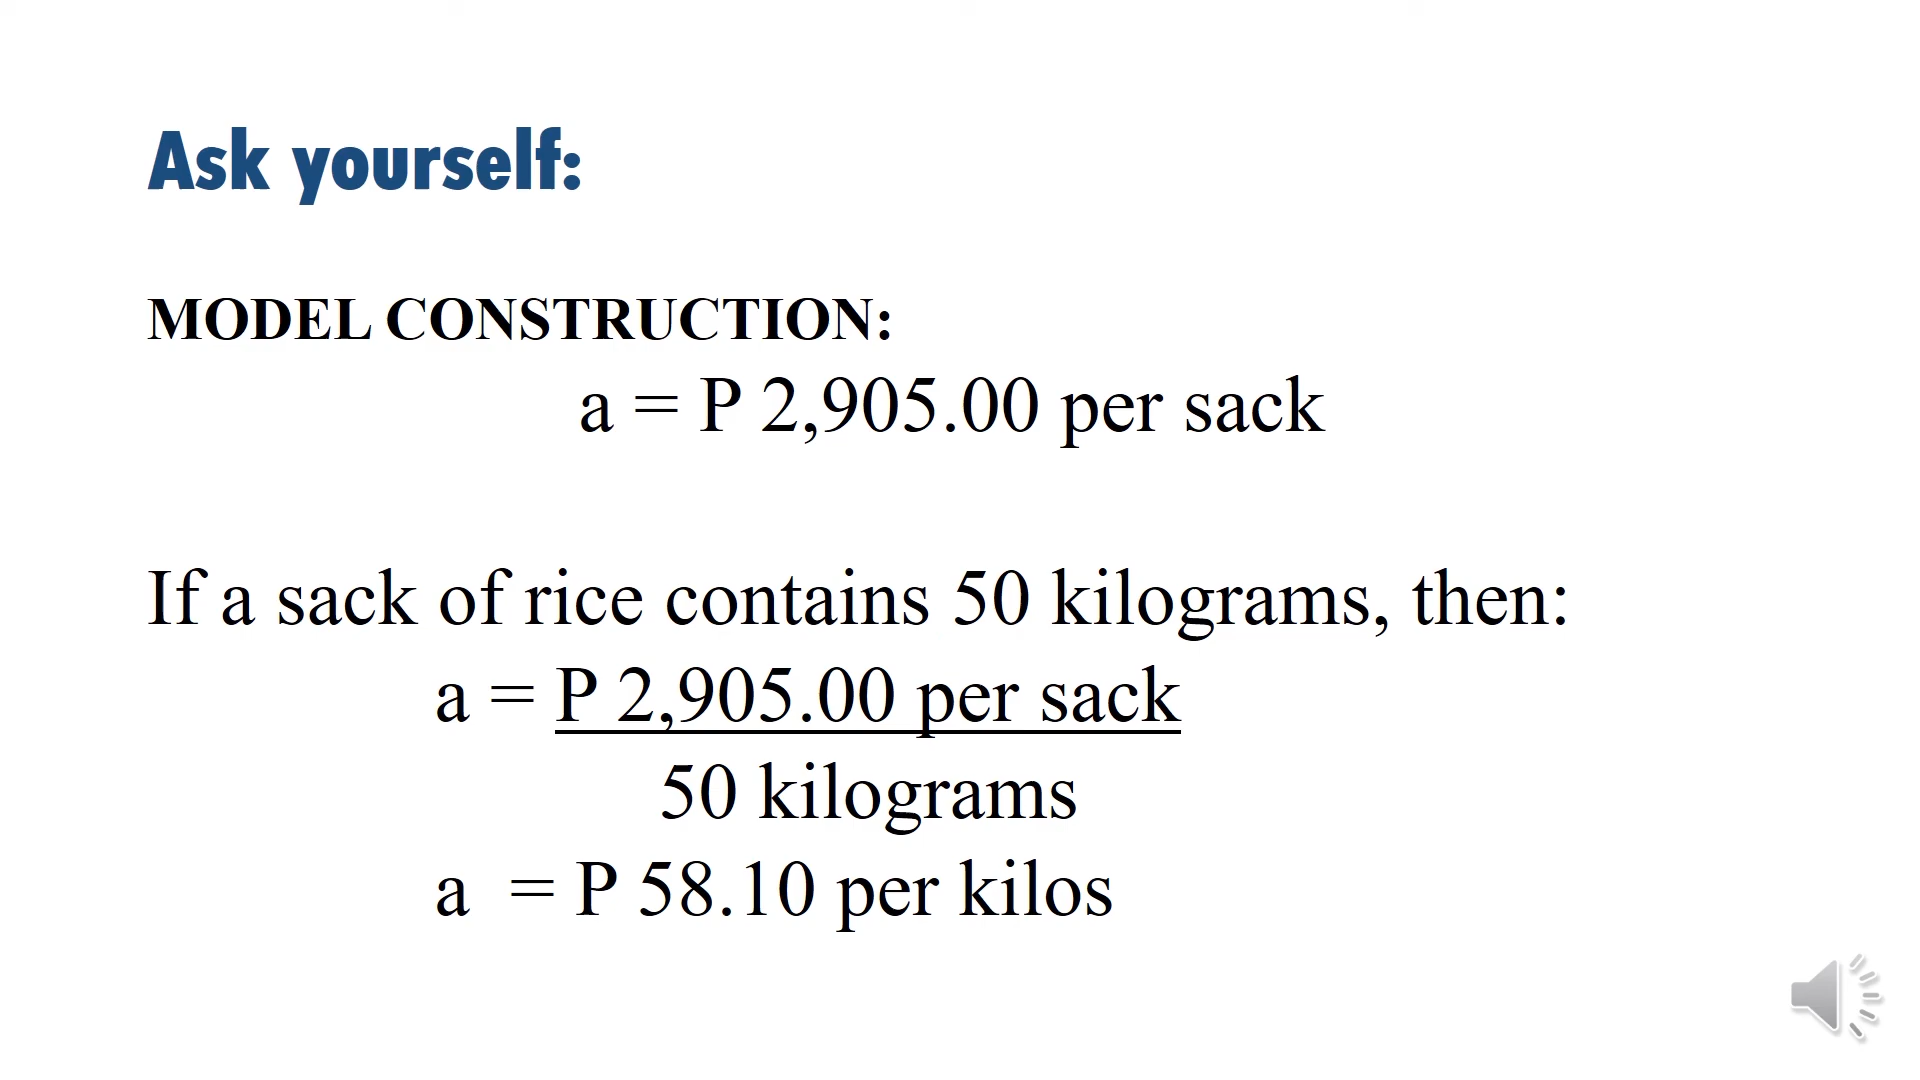 Ask yourself:
MODEL CONSTRUCTION:
a = P 2,905.00 per sack
If a sack of rice contains 50 kilograms, then:
a = P 2,905.00 per sack
50 kilograms
a = P 58.10 per kilos